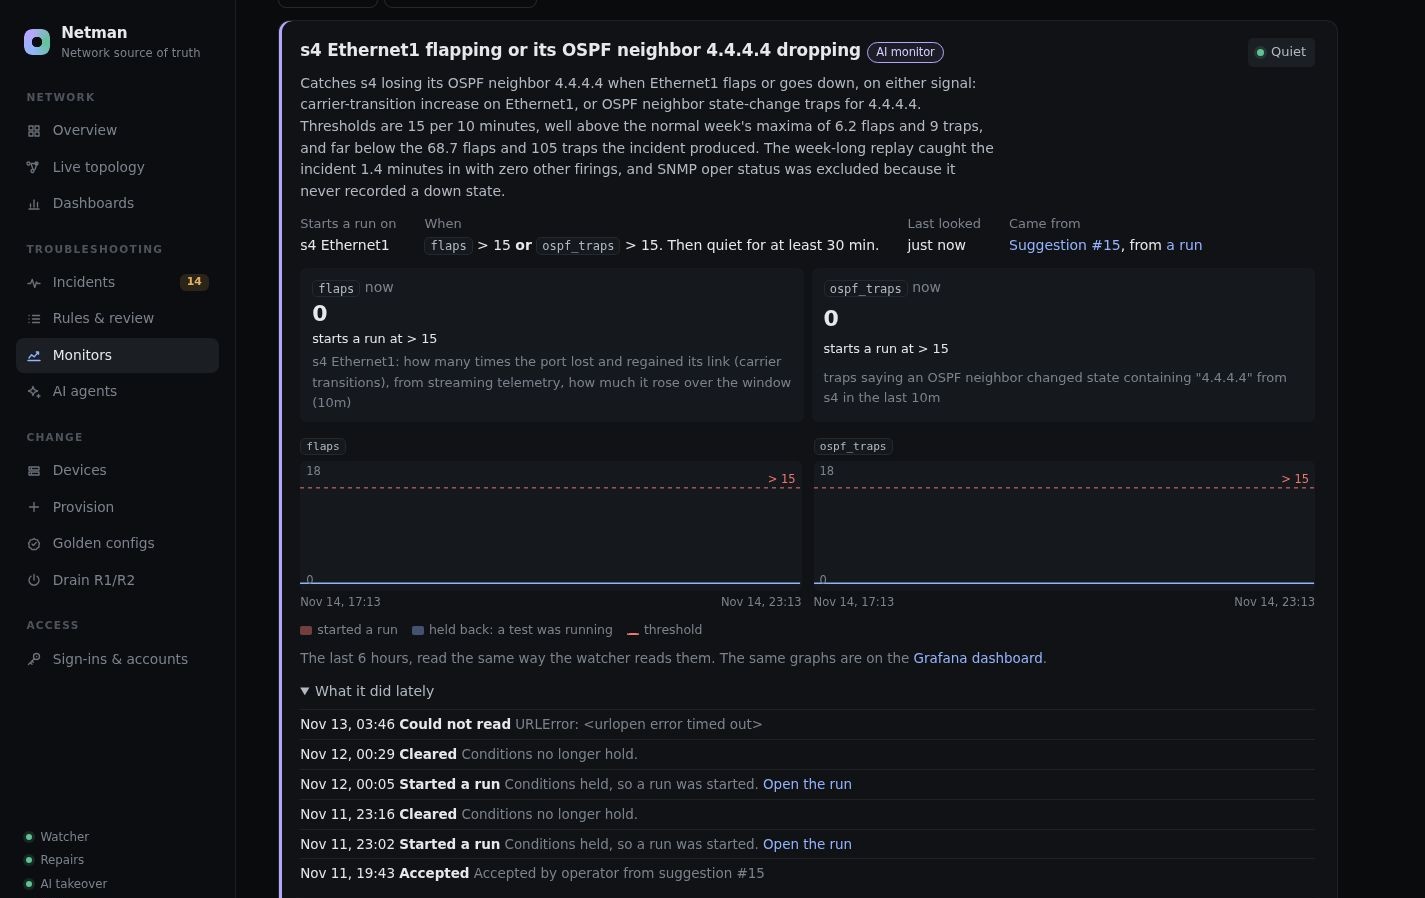 Netman
Network source of truth
NETWORK
Overview
Live topology
Dashboards
TROUBLESHOOTING
Incidents 14
Rules & review
Monitors
AI agents
CHANGE
Devices
Provision
Golden configs
Drain R1/R2
ACCESS
Sign-ins & accounts
Watcher
Repairs
AI takeover
s4 Ethernet1 flapping or its OSPF neighbor 4.4.4.4 dropping AI monitor
Quiet
Catches s4 losing its OSPF neighbor 4.4.4.4 when Ethernet1 flaps or goes down, on either signal:
carrier-transition increase on Ethernet1, or OSPF neighbor state-change traps for 4.4.4.4.
Thresholds are 15 per 10 minutes, well above the normal week's maxima of 6.2 flaps and 9 traps,
and far below the 68.7 flaps and 105 traps the incident produced. The week-long replay caught the
incident 1.4 minutes in with zero other firings, and SNMP oper status was excluded because it
never recorded a down state.
Starts a run on
s4 Ethernet1
When
flaps > 15 or ospf_traps > 15. Then quiet for at least 30 min.
Last looked
just now
Came from
Suggestion #15, from a run
flaps now
0
starts a run at > 15
s4 Ethernet1: how many times the port lost and regained its link (carrier
transitions), from streaming telemetry, how much it rose over the window
(10m)
ospf_traps now
0
starts a run at > 15
traps saying an OSPF neighbor changed state containing "4.4.4.4" from
s4 in the last 10m
flaps
18
> 15
0
Nov 14, 17:13 Nov 14, 23:13
ospf_traps
18
> 15
0
Nov 14, 17:13 Nov 14, 23:13
started a run held back: a test was running threshold
The last 6 hours, read the same way the watcher reads them. The same graphs are on the Grafana dashboard.
▼ What it did lately
Nov 13, 03:46 Could not read URLError: <urlopen error timed out>
Nov 12, 00:29 Cleared Conditions no longer hold.
Nov 12, 00:05 Started a run Conditions held, so a run was started. Open the run
Nov 11, 23:16 Cleared Conditions no longer hold.
Nov 11, 23:02 Started a run Conditions held, so a run was started. Open the run
Nov 11, 19:43 Accepted Accepted by operator from suggestion #15